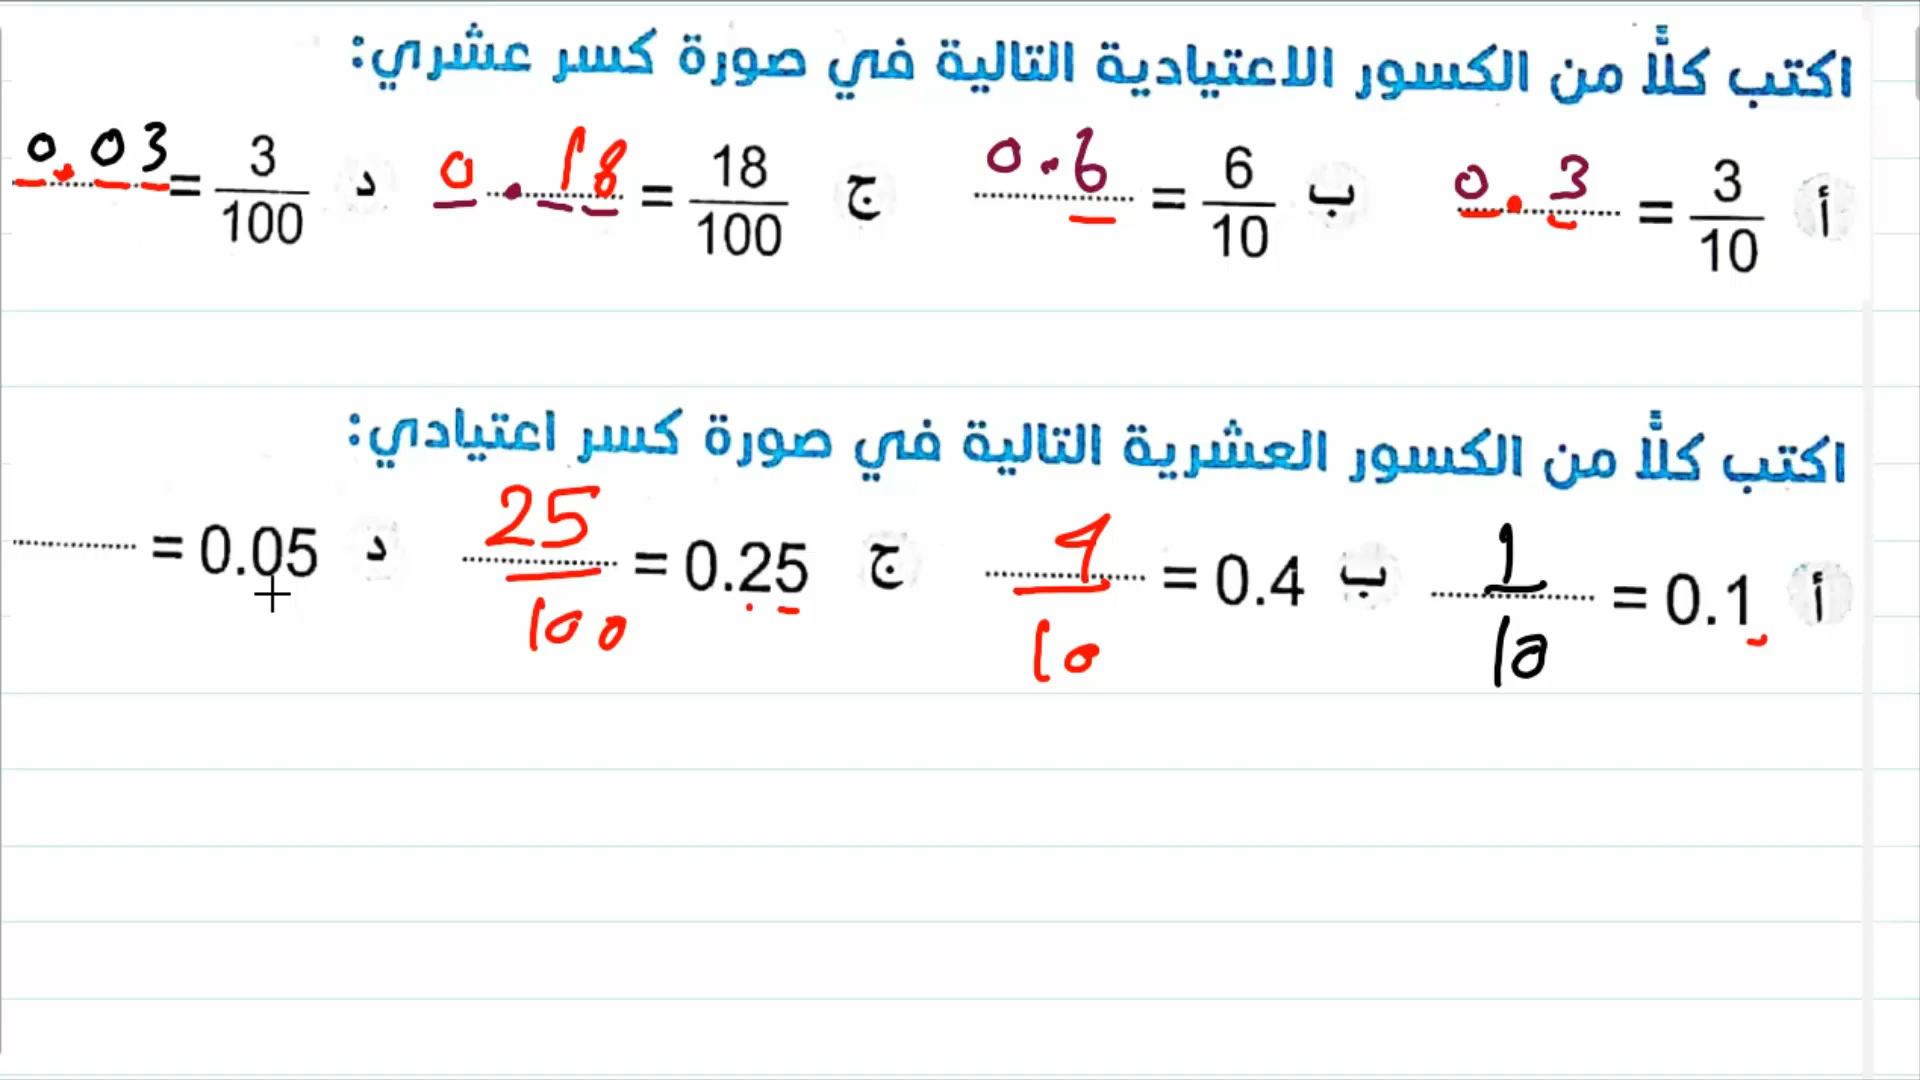 اكتب كلًّا من الكسور الاعتيادية التالية في صورة كسر عشري:
أ 3/10 = 0.3 ب 6/10 = 0.6 ج 18/100 = 0.18 د 3/100 = 0.03
اكتب كلًّا من الكسور العشرية التالية في صورة كسر اعتيادي:
أ 0.1 = 1/10 ب 0.4 = 4/10 ج 0.25 = 25/100 د 0.05 = ..........